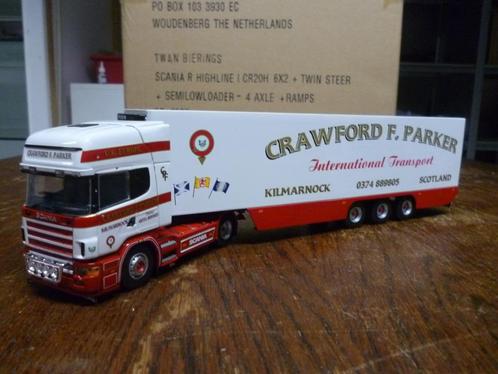 PO BOX 103 3930 EC
WOUDENBERG THE NETHERLANDS
TWAN BIERINGS
SCANIA R HIGHLINE | CR20H 6X2 + TWIN STEER
+ SEMILOWLOADER - 4 AXLE +RAMPS
CRAWFORD F. PARKER
International Transport
KILMARNOCK
0374 889805
SCOTLAND
CRAWFORD F. PARKER
SCANIA
KILMARNOCK
SCANIA